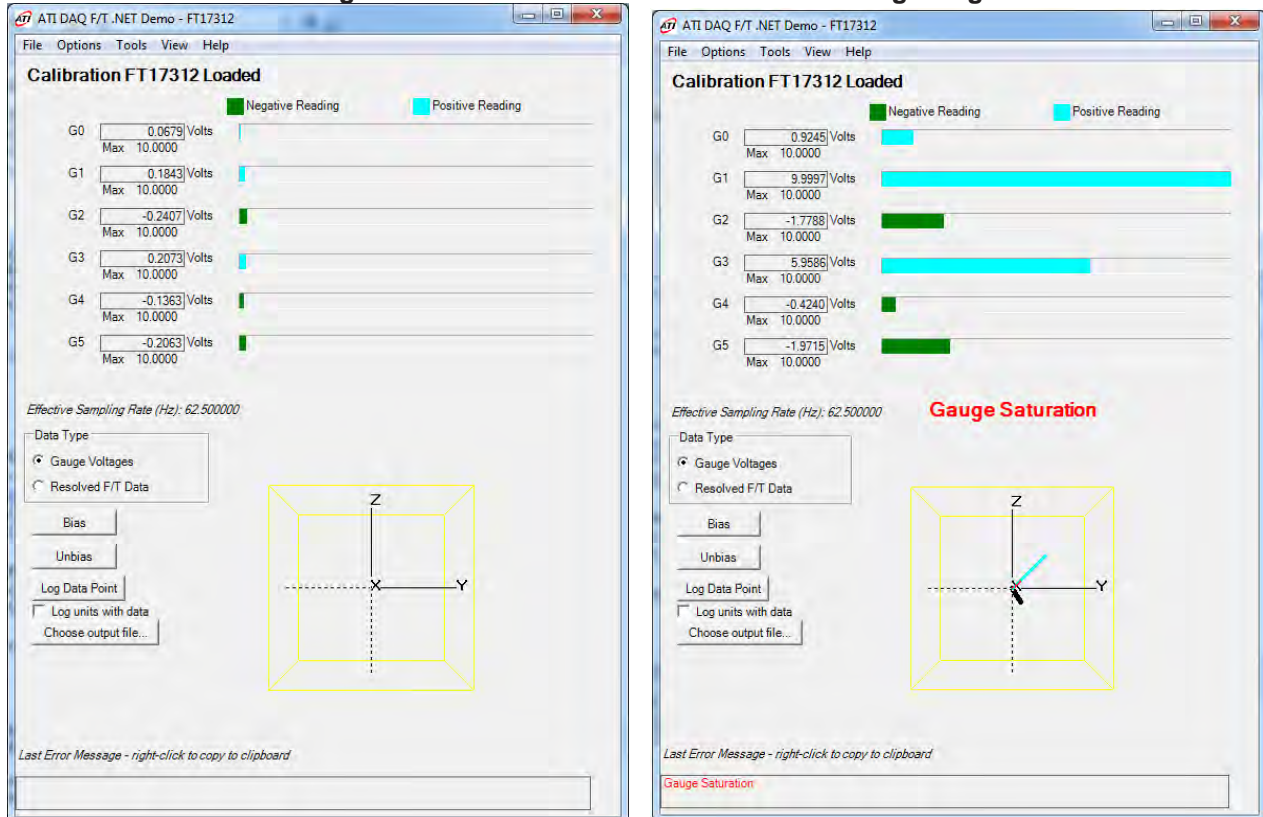 ATI ATI DAQ F/T .NET Demo - FT17312
File Options Tools View Help
Calibration FT17312 Loaded
Negative Reading Positive Reading
G0 0.0679 Volts
Max 10.0000
G1 0.1843 Volts
Max 10.0000
G2 -0.2407 Volts
Max 10.0000
G3 0.2073 Volts
Max 10.0000
G4 -0.1363 Volts
Max 10.0000
G5 -0.2063 Volts
Max 10.0000
Effective Sampling Rate (Hz): 62.500000
Data Type
Gauge Voltages
Resolved F/T Data
Bias
Unbias
Log Data Point
Log units with data
Choose output file...
Z
X Y
Last Error Message - right-click to copy to clipboard
ATI ATI DAQ F/T .NET Demo - FT17312
File Options Tools View Help
Calibration FT17312 Loaded
Negative Reading Positive Reading
G0 0.9245 Volts
Max 10.0000
G1 9.9997 Volts
Max 10.0000
G2 -1.7788 Volts
Max 10.0000
G3 5.9586 Volts
Max 10.0000
G4 -0.4240 Volts
Max 10.0000
G5 -1.9715 Volts
Max 10.0000
Effective Sampling Rate (Hz): 62.500000 Gauge Saturation
Data Type
Gauge Voltages
Resolved F/T Data
Bias
Unbias
Log Data Point
Log units with data
Choose output file...
Z
X Y
Last Error Message - right-click to copy to clipboard
Gauge Saturation